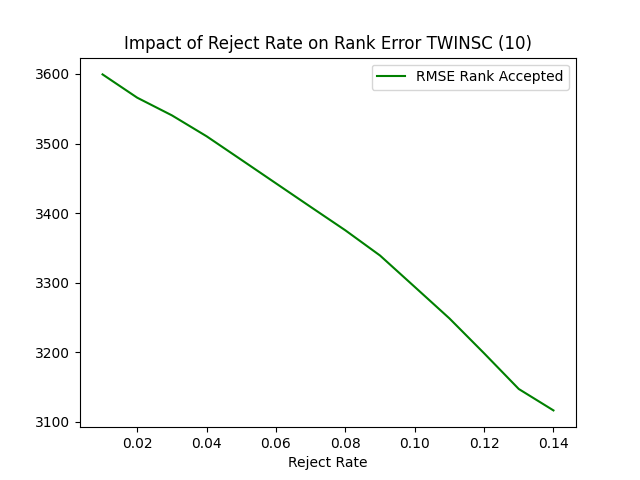 Impact of Reject Rate on Rank Error TWINSC (10)
RMSE Rank Accepted
3600
3500
3400
3300
3200
3100
0.02 0.04 0.06 0.08 0.10 0.12 0.14
Reject Rate